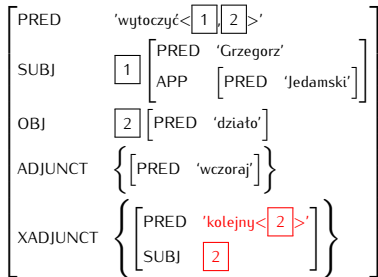 PRED 'wytoczyć< 1 , 2 >'
SUBJ 1 PRED 'Grzegorz'
APP PRED 'Jedamski'
OBJ 2 PRED 'działo'
ADJUNCT PRED 'wczoraj'
XADJUNCT PRED 'kolejny< 2 >'
SUBJ 2